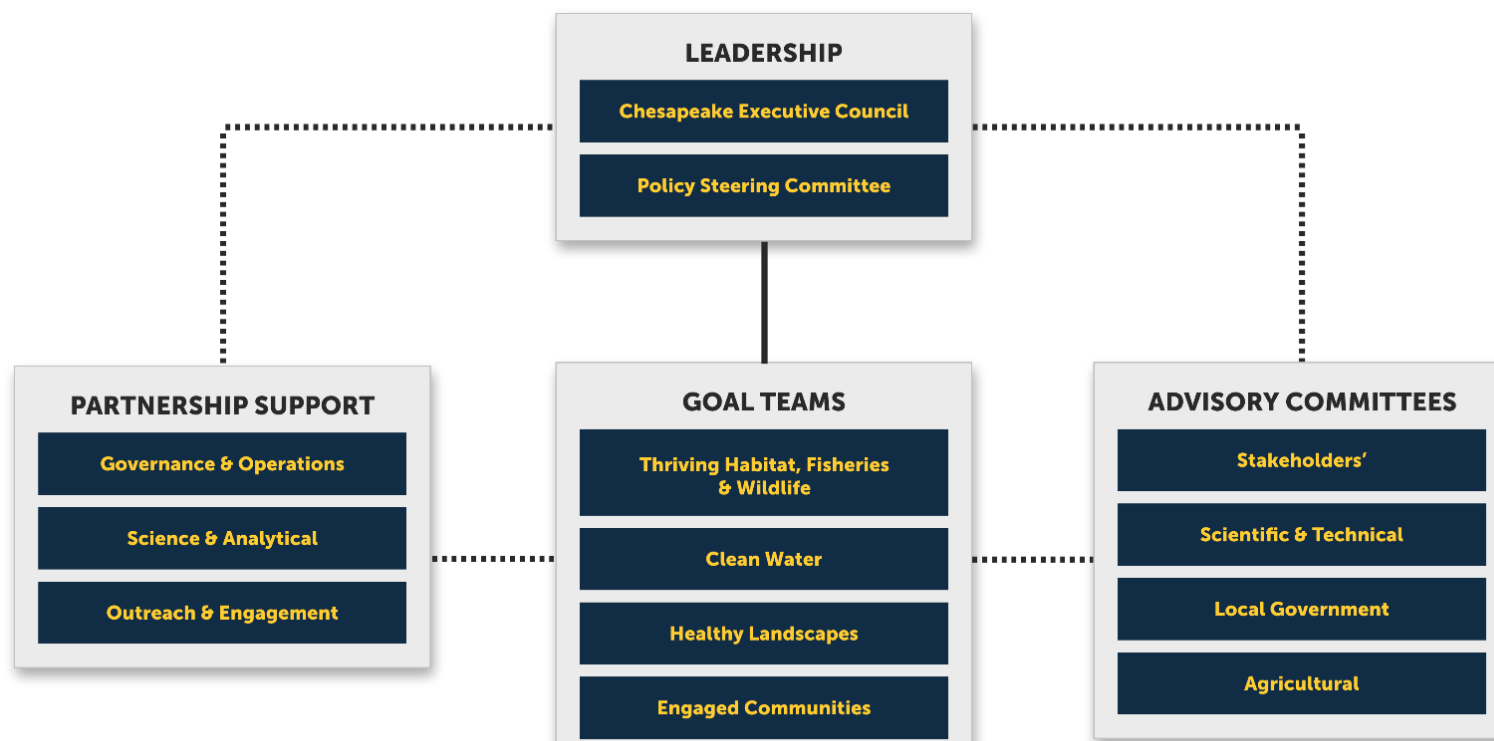 LEADERSHIP
Chesapeake Executive Council
Policy Steering Committee
PARTNERSHIP SUPPORT
Governance & Operations
Science & Analytical
Outreach & Engagement
GOAL TEAMS
Thriving Habitat, Fisheries
& Wildlife
Clean Water
Healthy Landscapes
Engaged Communities
ADVISORY COMMITTEES
Stakeholders’
Scientific & Technical
Local Government
Agricultural